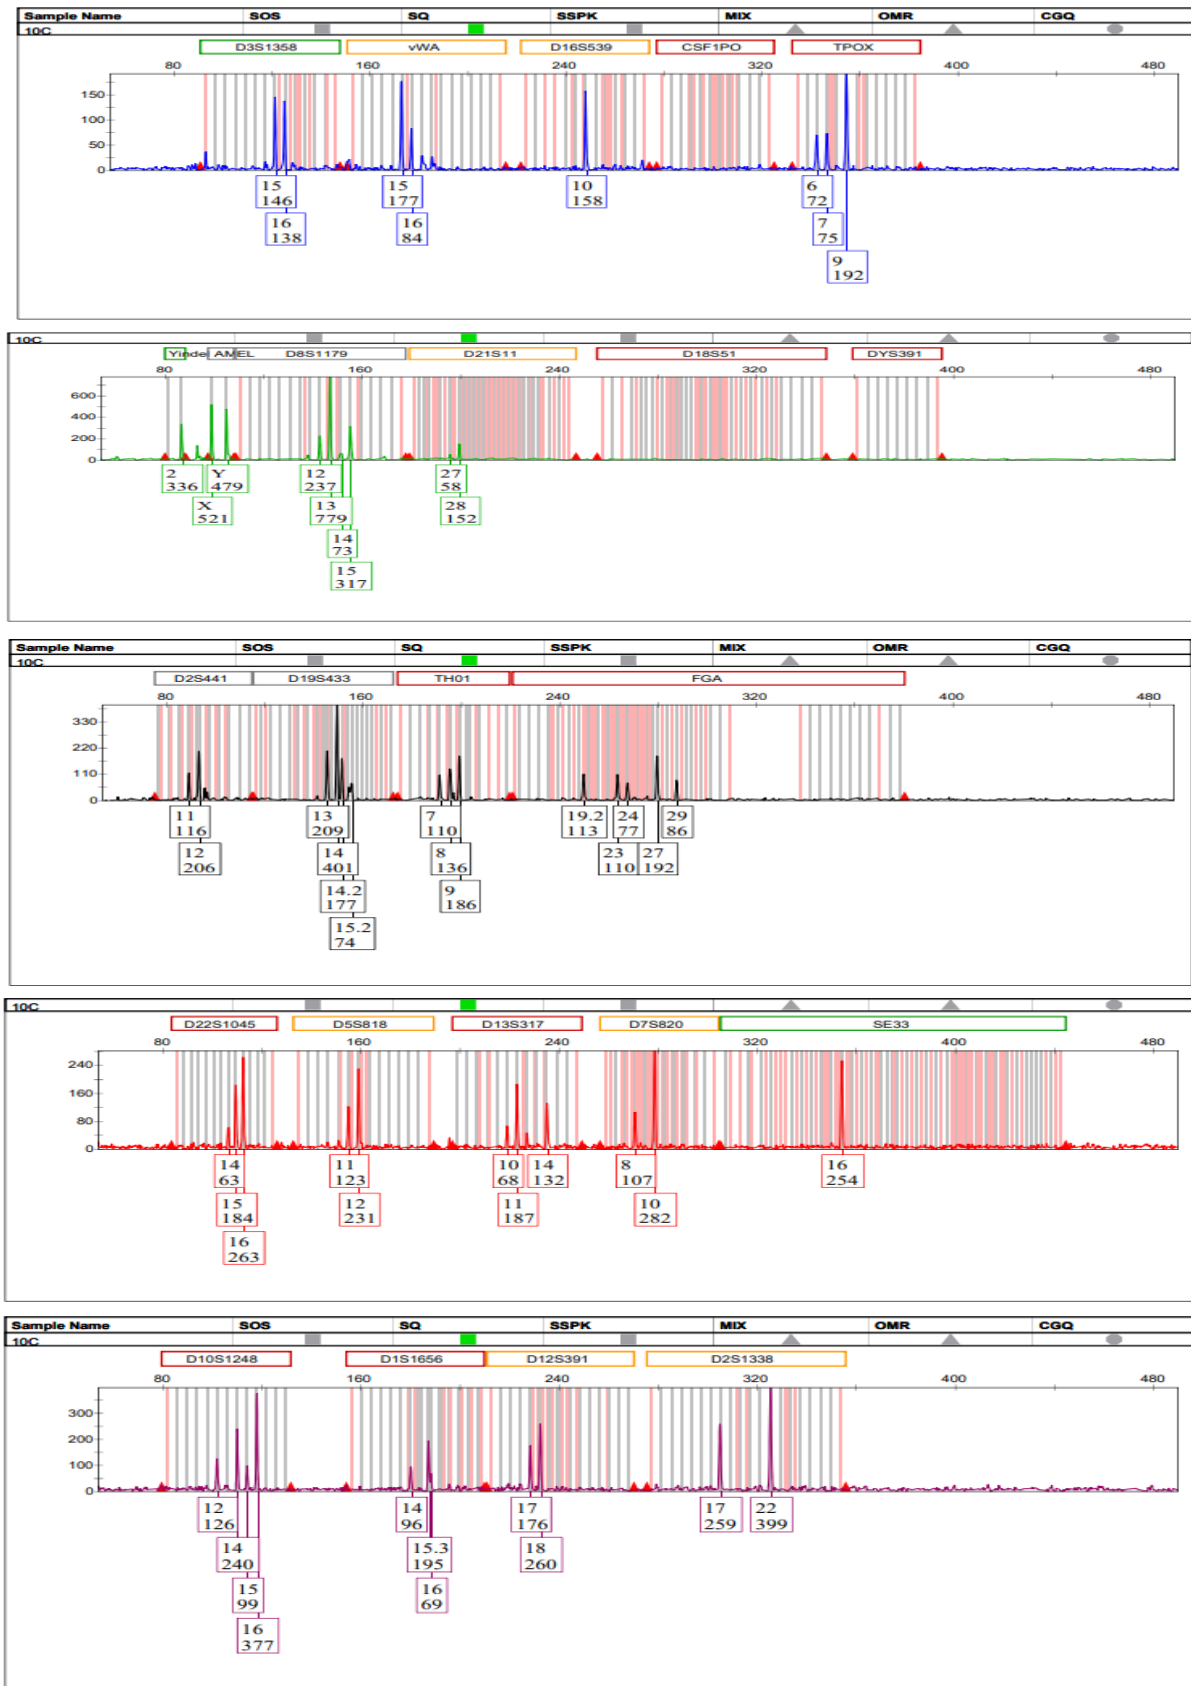 Sample Name SOS SQ SSPK MIX OMR CGQ
10C
D3S1358 vWA D16S539 CSF1PO TPOX
80 160 240 320 400 480
150
100
50
0
15 15 10 6
146 177 158 72
16 16 7
138 84 75
9
192
10C
Yinde AMEL D8S1179 D21S11 D18S51 DYS391
80 160 240 320 400 480
600
400
200
0
2 Y 12 27
336 479 237 58
X 13 28
521 779 152
14
73
15
317
Sample Name SOS SQ SSPK MIX OMR CGQ
10C
D2S441 D19S433 TH01 FGA
80 160 240 320 400 480
330
220
110
0
11 13 7 19.2 24 29
116 209 110 113 77 86
12 14 8 23 27
206 401 136 110 192
14.2 9
177 186
15.2
74
10C
D22S1045 D5S818 D13S317 D7S820 SE33
80 160 240 320 400 480
240
160
80
0
14 11 10 14 8 16
63 123 68 132 107 254
15 12 11 10
184 231 187 282
16
263
Sample Name SOS SQ SSPK MIX OMR CGQ
10C
D10S1248 D1S1656 D12S391 D2S1338
80 160 240 320 400 480
300
200
100
0
12 14 17 17 22
126 96 176 259 399
14 15.3 18
240 195 260
15 16
99 69
16
377